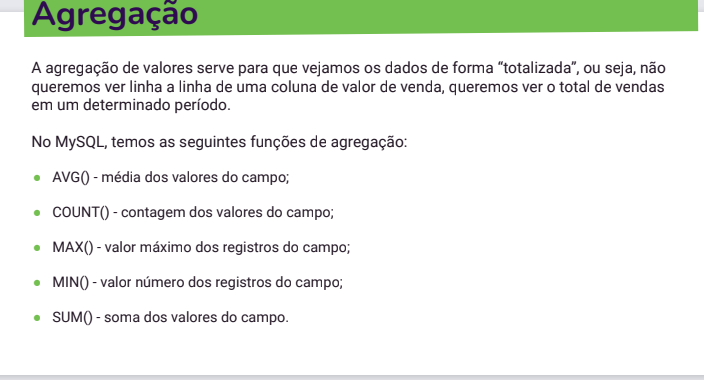 Agregação
A agregação de valores serve para que vejamos os dados de forma “totalizada”, ou seja, não
queremos ver linha a linha de uma coluna de valor de venda, queremos ver o total de vendas
em um determinado período.
No MySQL, temos as seguintes funções de agregação:
• AVG() - média dos valores do campo;
• COUNT() - contagem dos valores do campo;
• MAX() - valor máximo dos registros do campo;
• MIN() - valor número dos registros do campo;
• SUM() - soma dos valores do campo.